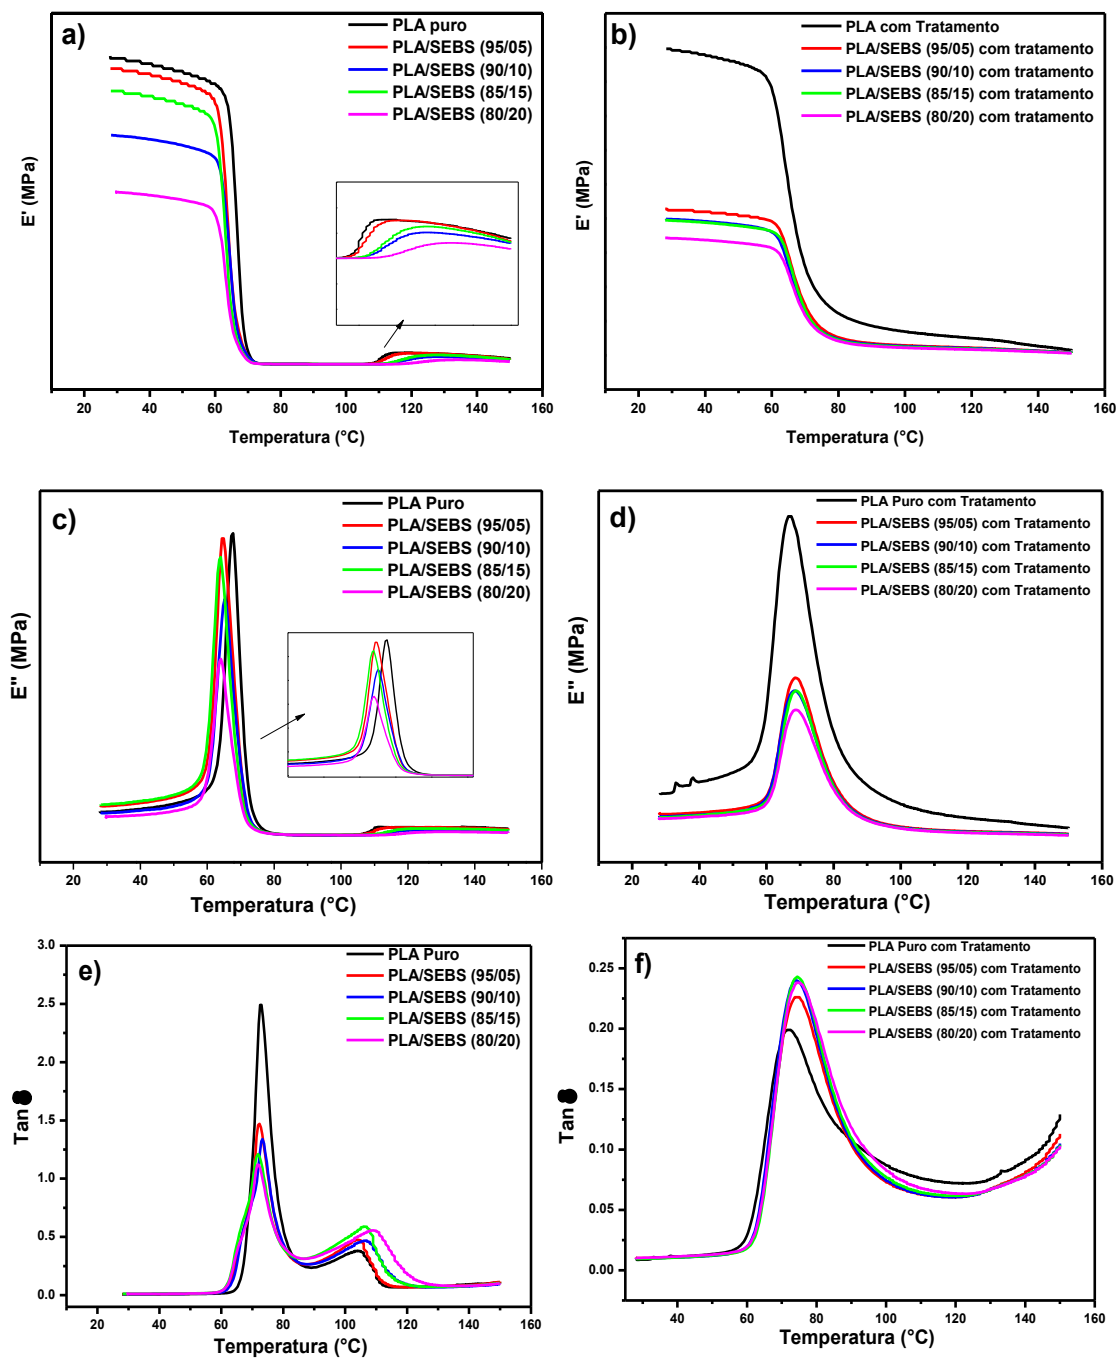 a)
PLA puro
PLA/SEBS (95/05)
PLA/SEBS (90/10)
PLA/SEBS (85/15)
PLA/SEBS (80/20)
E' (MPa)
20 40 60 80 100 120 140 160
Temperatura (°C)
b)
PLA com Tratamento
PLA/SEBS (95/05) com tratamento
PLA/SEBS (90/10) com tratamento
PLA/SEBS (85/15) com tratamento
PLA/SEBS (80/20) com tratamento
E' (MPa)
20 40 60 80 100 120 140 160
Temperatura (°C)
c)
PLA Puro
PLA/SEBS (95/05)
PLA/SEBS (90/10)
PLA/SEBS (85/15)
PLA/SEBS (80/20)
E'' (MPa)
20 40 60 80 100 120 140 160
Temperatura (°C)
d)
PLA Puro com Tratamento
PLA/SEBS (95/05) com Tratamento
PLA/SEBS (90/10) com Tratamento
PLA/SEBS (85/15) com Tratamento
PLA/SEBS (80/20) com Tratamento
E'' (MPa)
20 40 60 80 100 120 140 160
Temperatura (°C)
e)
PLA Puro
PLA/SEBS (95/05)
PLA/SEBS (90/10)
PLA/SEBS (85/15)
PLA/SEBS (80/20)
3.0
2.5
2.0
1.5
1.0
0.5
0.0
Tan
20 40 60 80 100 120 140 160
Temperatura (°C)
f)
PLA Puro com Tratamento
PLA/SEBS (95/05) com Tratamento
PLA/SEBS (90/10) com Tratamento
PLA/SEBS (85/15) com Tratamento
PLA/SEBS (80/20) com Tratamento
0.25
0.20
0.15
0.10
0.05
0.00
Tan
40 60 80 100 120 140 160
Temperatura (°C)